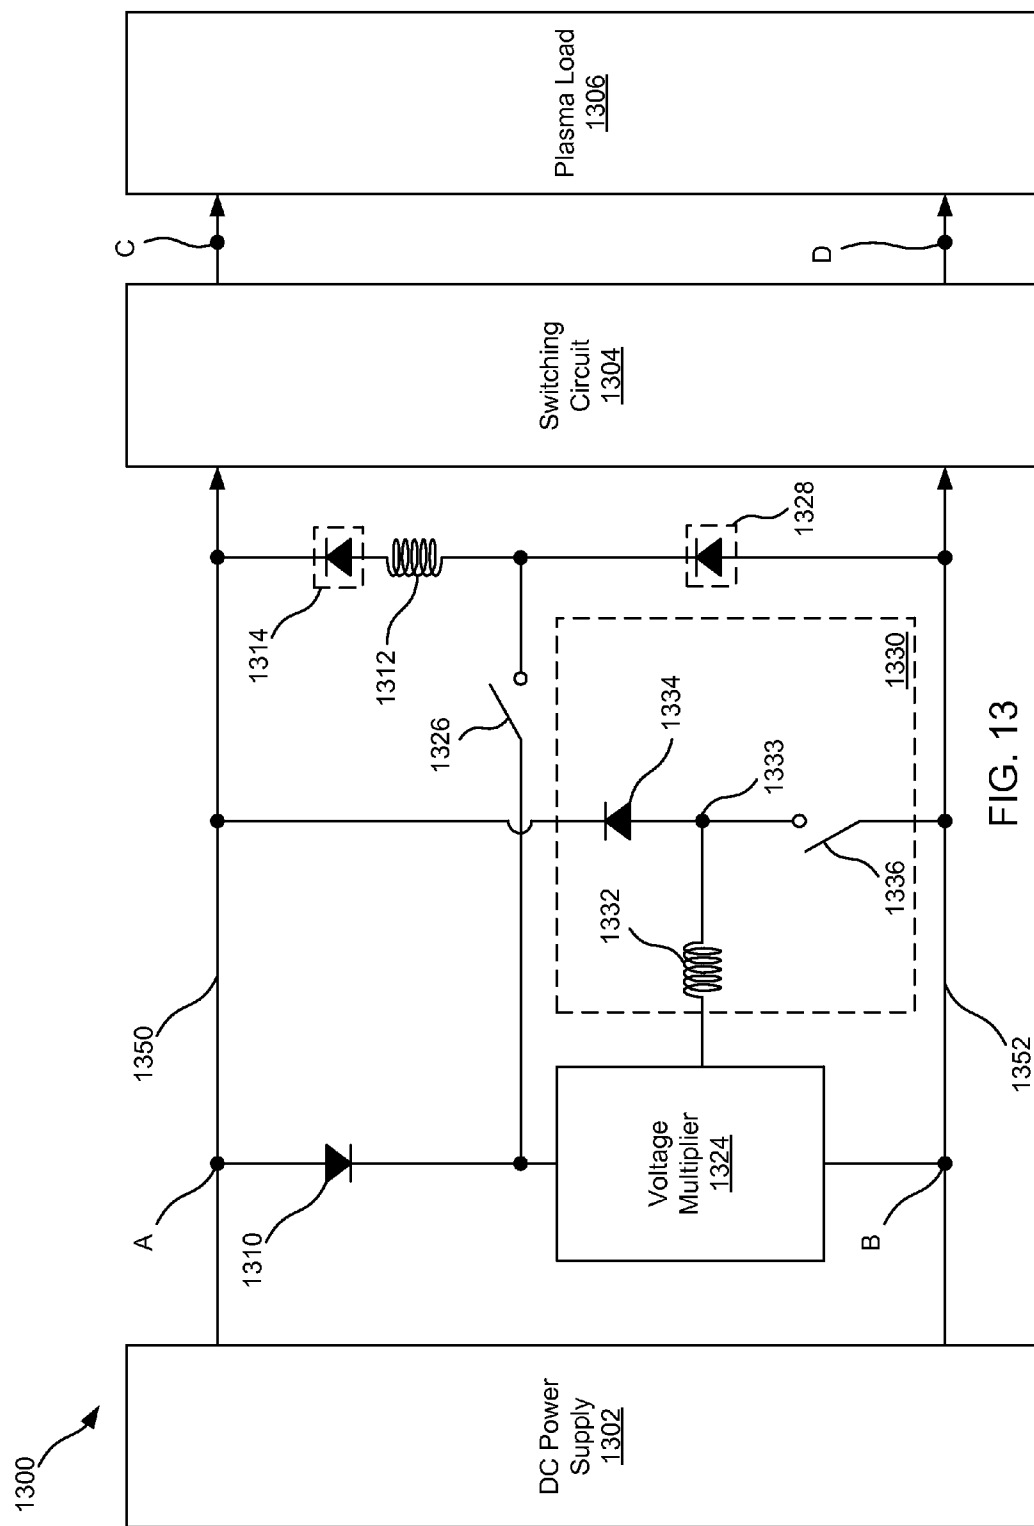 1300
DC Power
Supply
1302
A
B
1310
1350
1352
Voltage
Multiplier
1324
1332
1333
1334
1336
1330
1326
1312
1314
1328
Switching
Circuit
1304
C
D
Plasma Load
1306
FIG. 13